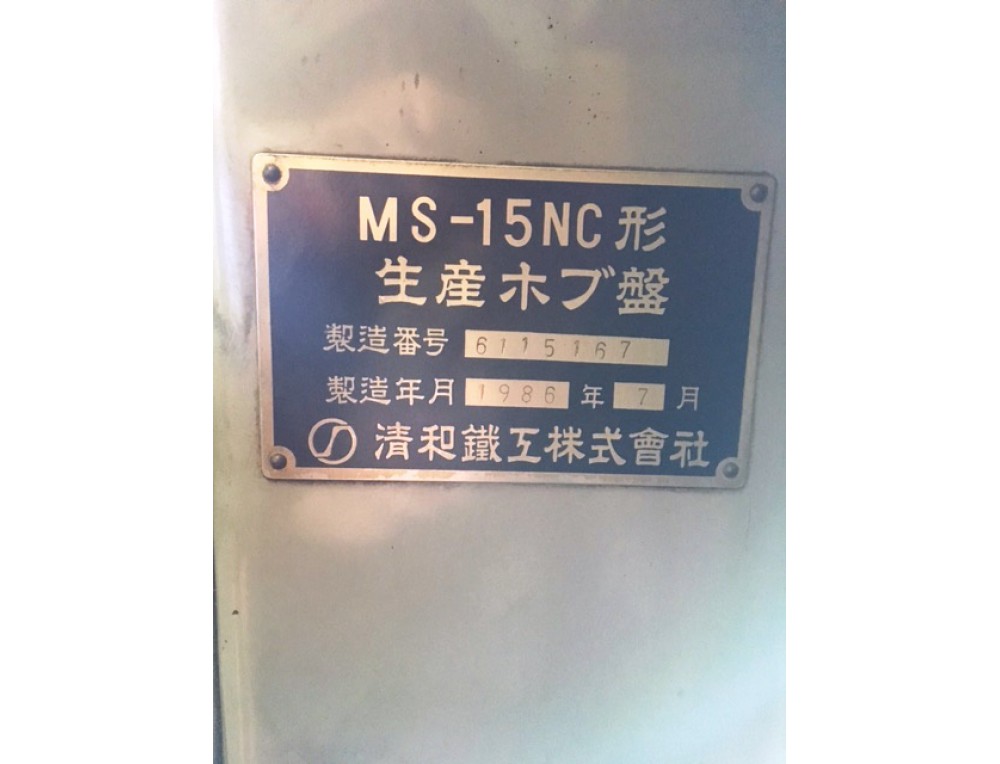 MS-15NC形
生産ホブ盤
製造番号 6115167
製造年月 1986 年 7 月
清和鐵工株式會社